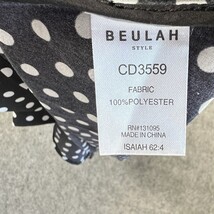 BEULAH
STYLE
CD3559
FABRIC
100%POLYESTER
RN#131095
MADE IN CHINA
ISAIAH 62:4